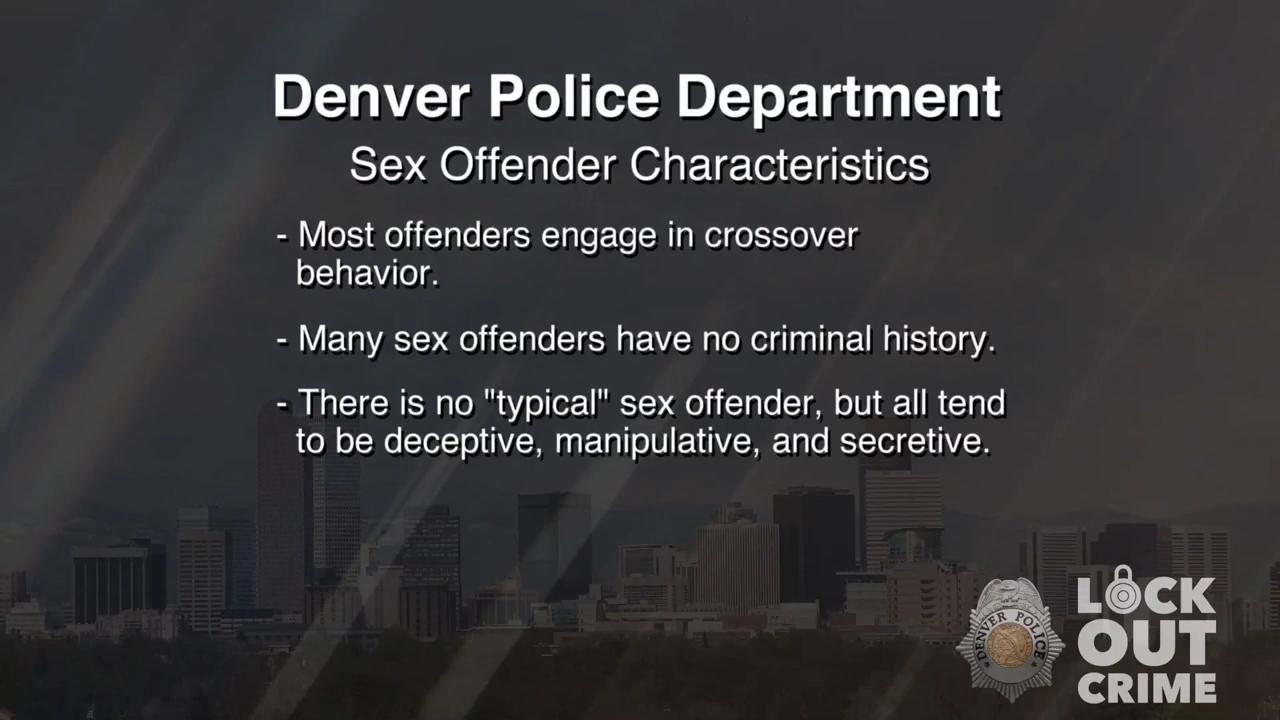 Denver Police Department
Sex Offender Characteristics
- Most offenders engage in crossover
behavior.
- Many sex offenders have no criminal history.
- There is no "typical" sex offender, but all tend
to be deceptive, manipulative, and secretive.
DENVER POLICE
LOCK
OUT
CRIME